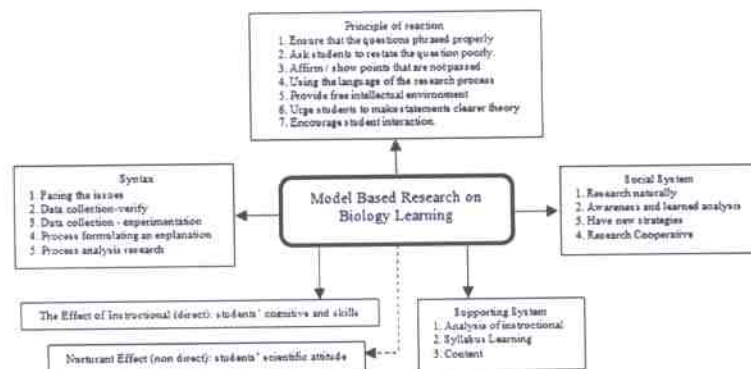 Principle of reaction
1. Ensure that the questions phrased properly
2. Ask students to restate the question poorly.
3. Affirm / show points that are not passed
4. Using the language of the research process
5. Provide free intellectual environment
6. Urge students to make statements clearer theory
7. Encourage student interaction.
Syntax
1. Facing the issues
2. Data collection-verify
3. Data collection - experimentation
4. Process formulating an explanation
5. Process analysis research
Model Based Research on
Biology Learning
Social System
1. Research naturally
2. Awareness and learned analysis
3. Have new strategies
4. Research Cooperative
The Effect of Instructional (direct): students' cognitive and skills
Nurturant Effect (non direct): students' scientific attitude
Supporting System
1. Analysis of instructional
2. Syllabus Learning
3. Content